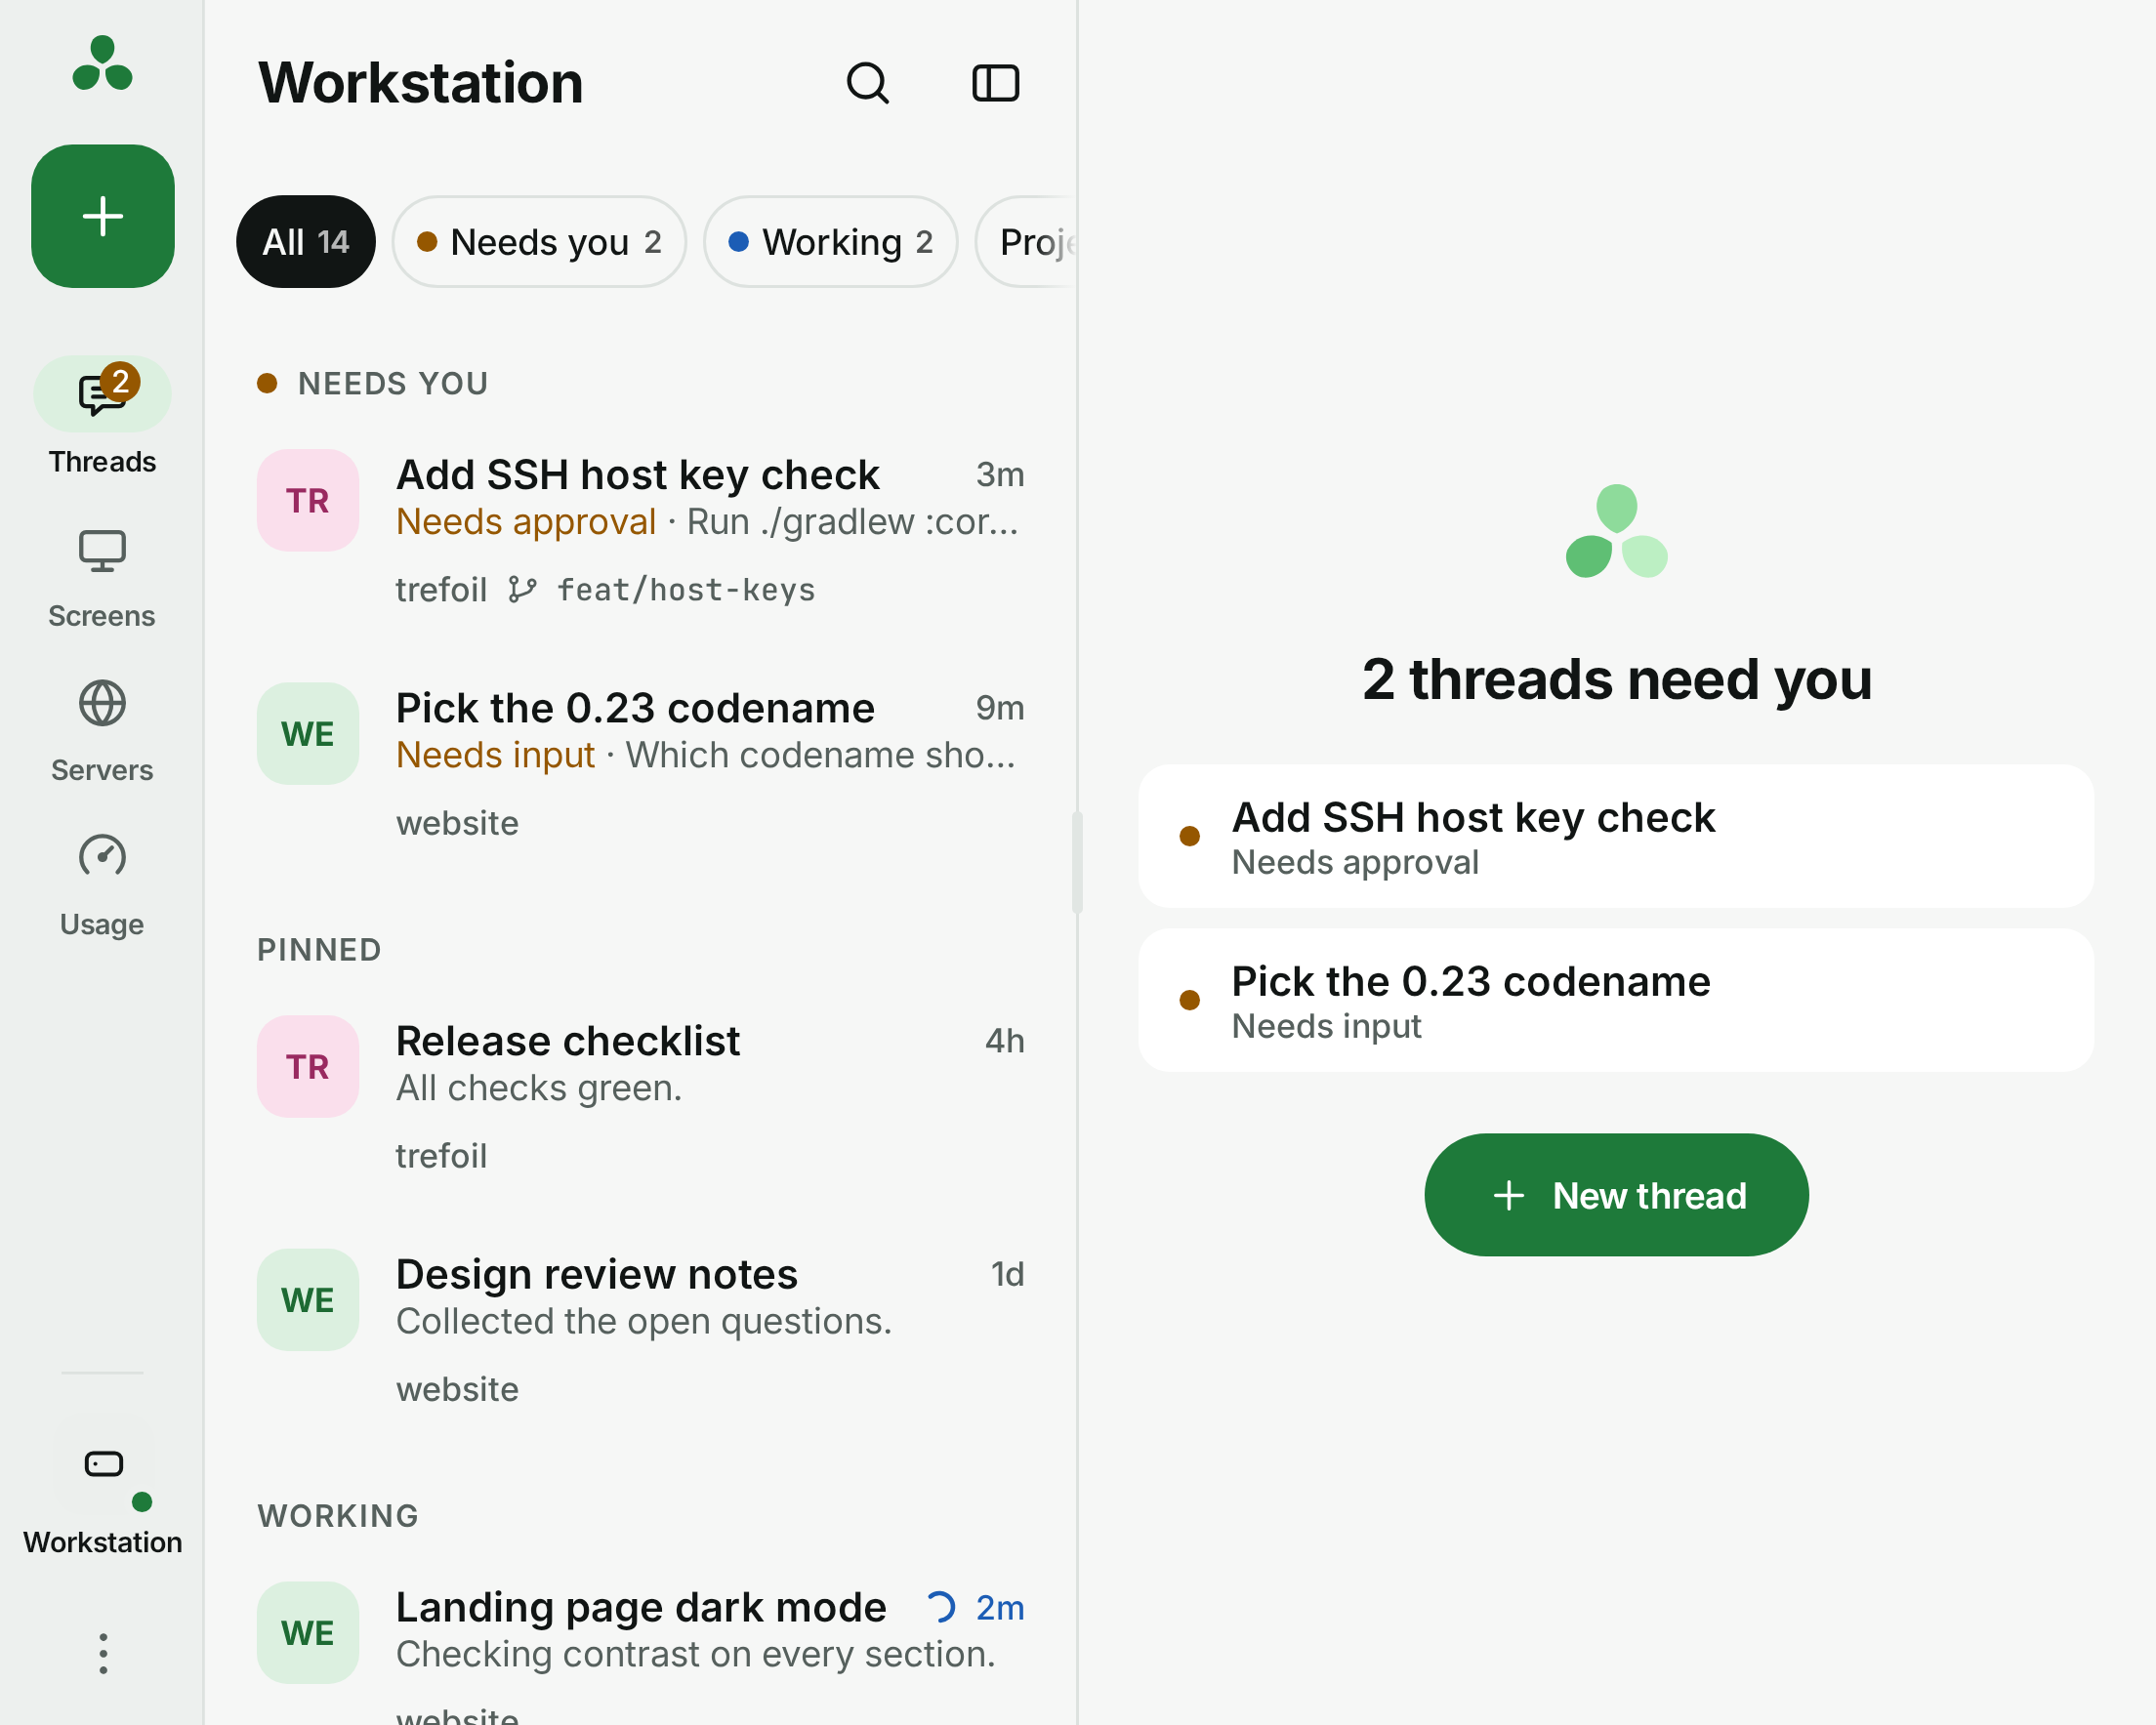 Workstation
All 14
Needs you 2
Working 2
Proje
2
Threads
Screens
Servers
Usage
Workstation
NEEDS YOU
TR
Add SSH host key check 3m
Needs approval · Run ./gradlew :cor...
trefoil feat/host-keys
WE
Pick the 0.23 codename 9m
Needs input · Which codename sho...
website
PINNED
TR
Release checklist 4h
All checks green.
trefoil
WE
Design review notes 1d
Collected the open questions.
website
WORKING
WE
Landing page dark mode 2m
Checking contrast on every section.
website
2 threads need you
Add SSH host key check
Needs approval
Pick the 0.23 codename
Needs input
New thread